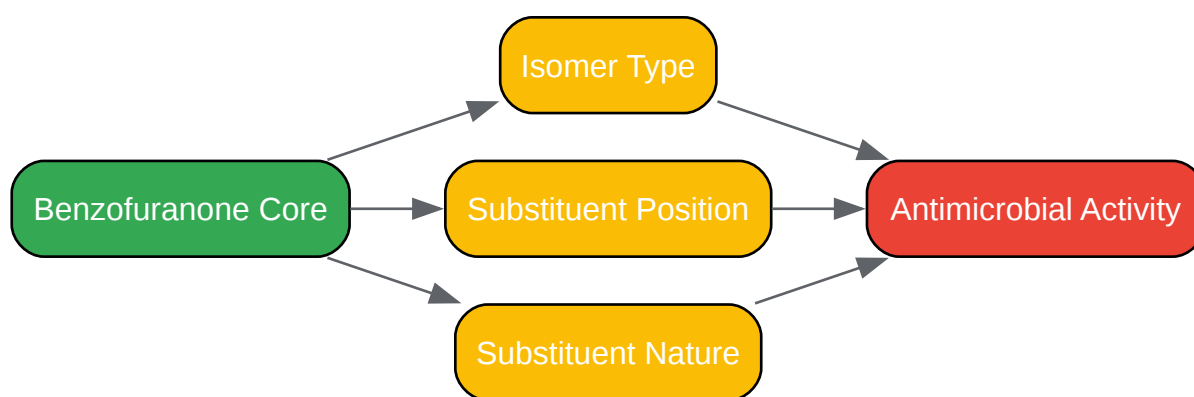 Isomer Type
Benzofuranone Core
Substituent Position
Antimicrobial Activity
Substituent Nature